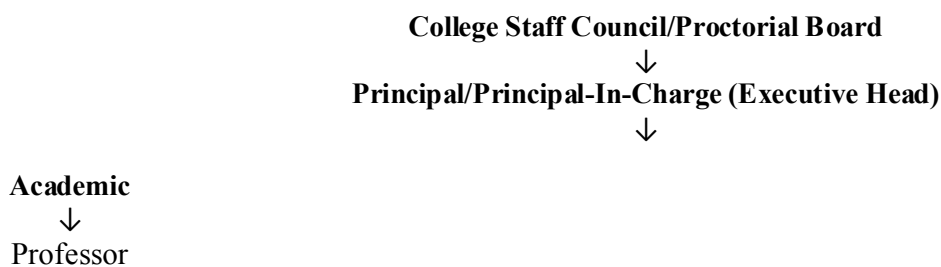 College Staff Council/Proctorial Board
↓
Principal/Principal-In-Charge (Executive Head)
↓
Academic
↓
Professor